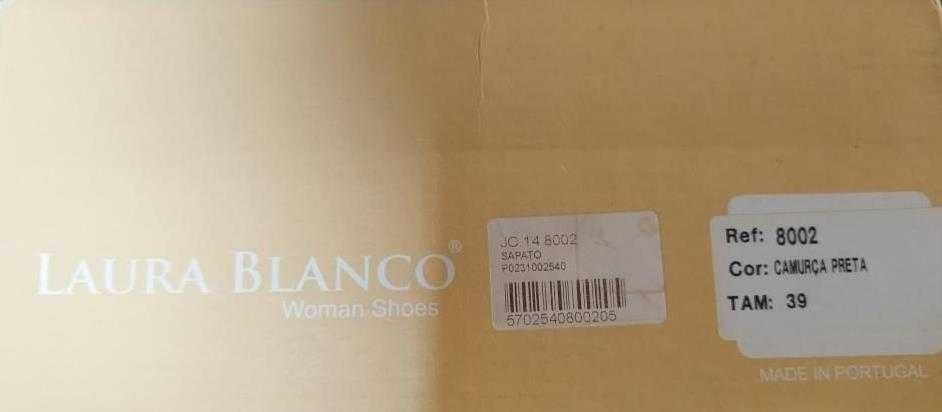 LAURA BLANCO®
Woman Shoes
JC 14 8002
SAPATO
P0231002540
5702540800205
Ref: 8002
Cor: CAMURÇA PRETA
TAM: 39
MADE IN PORTUGAL